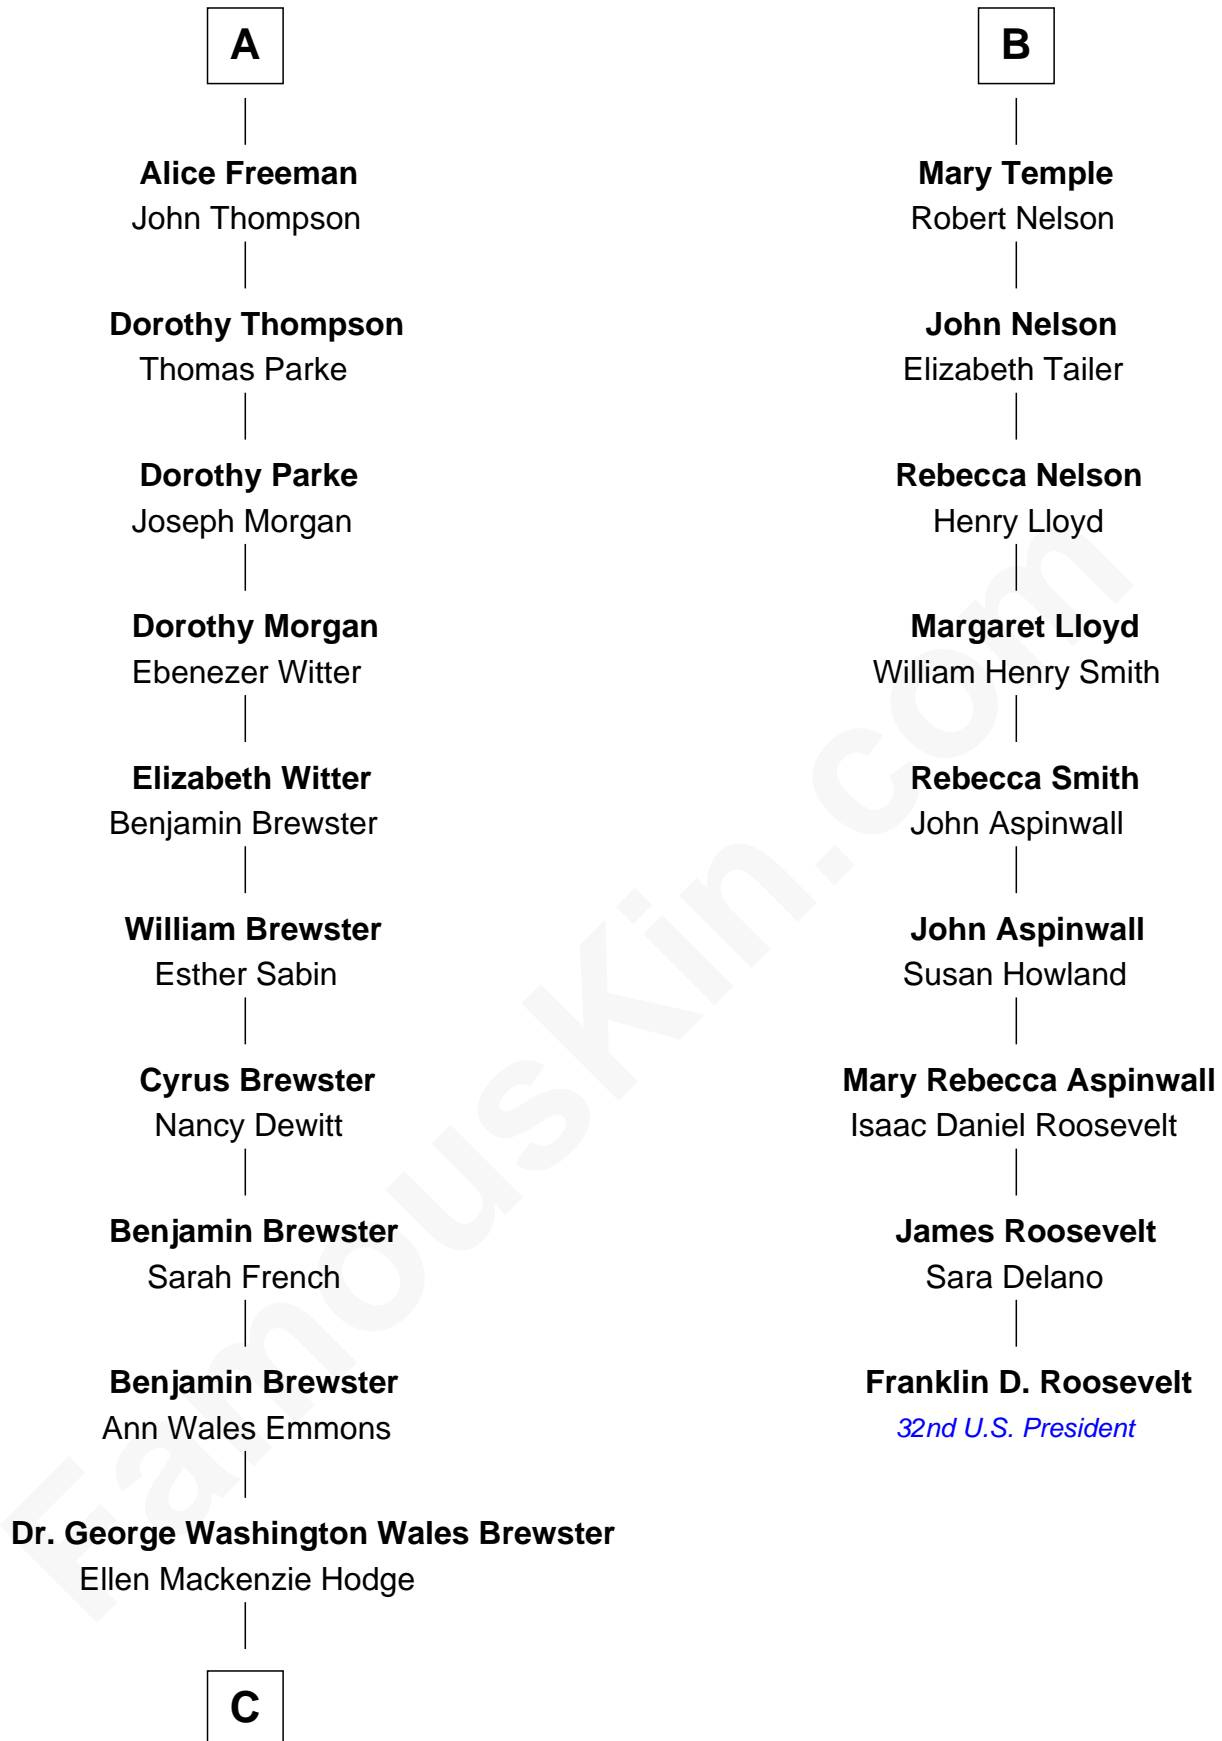 A
Alice Freeman
John Thompson
Dorothy Thompson
Thomas Parke
Dorothy Parke
Joseph Morgan
Dorothy Morgan
Ebenezer Witter
Elizabeth Witter
Benjamin Brewster
William Brewster
Esther Sabin
Cyrus Brewster
Nancy Dewitt
Benjamin Brewster
Sarah French
Benjamin Brewster
Ann Wales Emmons
Dr. George Washington Wales Brewster
Ellen Mackenzie Hodge
C
B
Mary Temple
Robert Nelson
John Nelson
Elizabeth Tailer
Rebecca Nelson
Henry Lloyd
Margaret Lloyd
William Henry Smith
Rebecca Smith
John Aspinwall
John Aspinwall
Susan Howland
Mary Rebecca Aspinwall
Isaac Daniel Roosevelt
James Roosevelt
Sara Delano
Franklin D. Roosevelt
32nd U.S. President
FamousKin.com